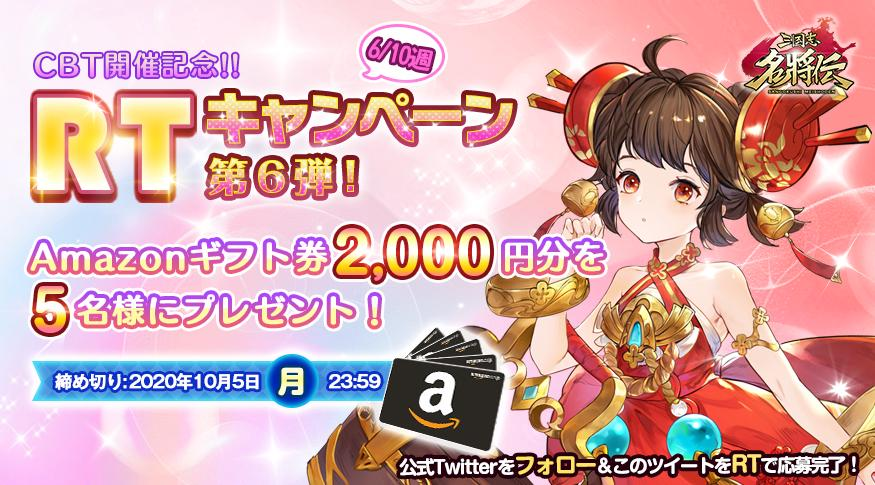 三国志
名將伝
SANGOKUSHI MEISHODEN
CBT開催記念!!
6/10週
RTキャンペーン
第6弾！
Amazonギフト券2,000円分を
5名様にプレゼント！
締め切り:2020年10月5日 月 23:59
a
公式Twitterをフォロー&このツイートをRTで応募完了！